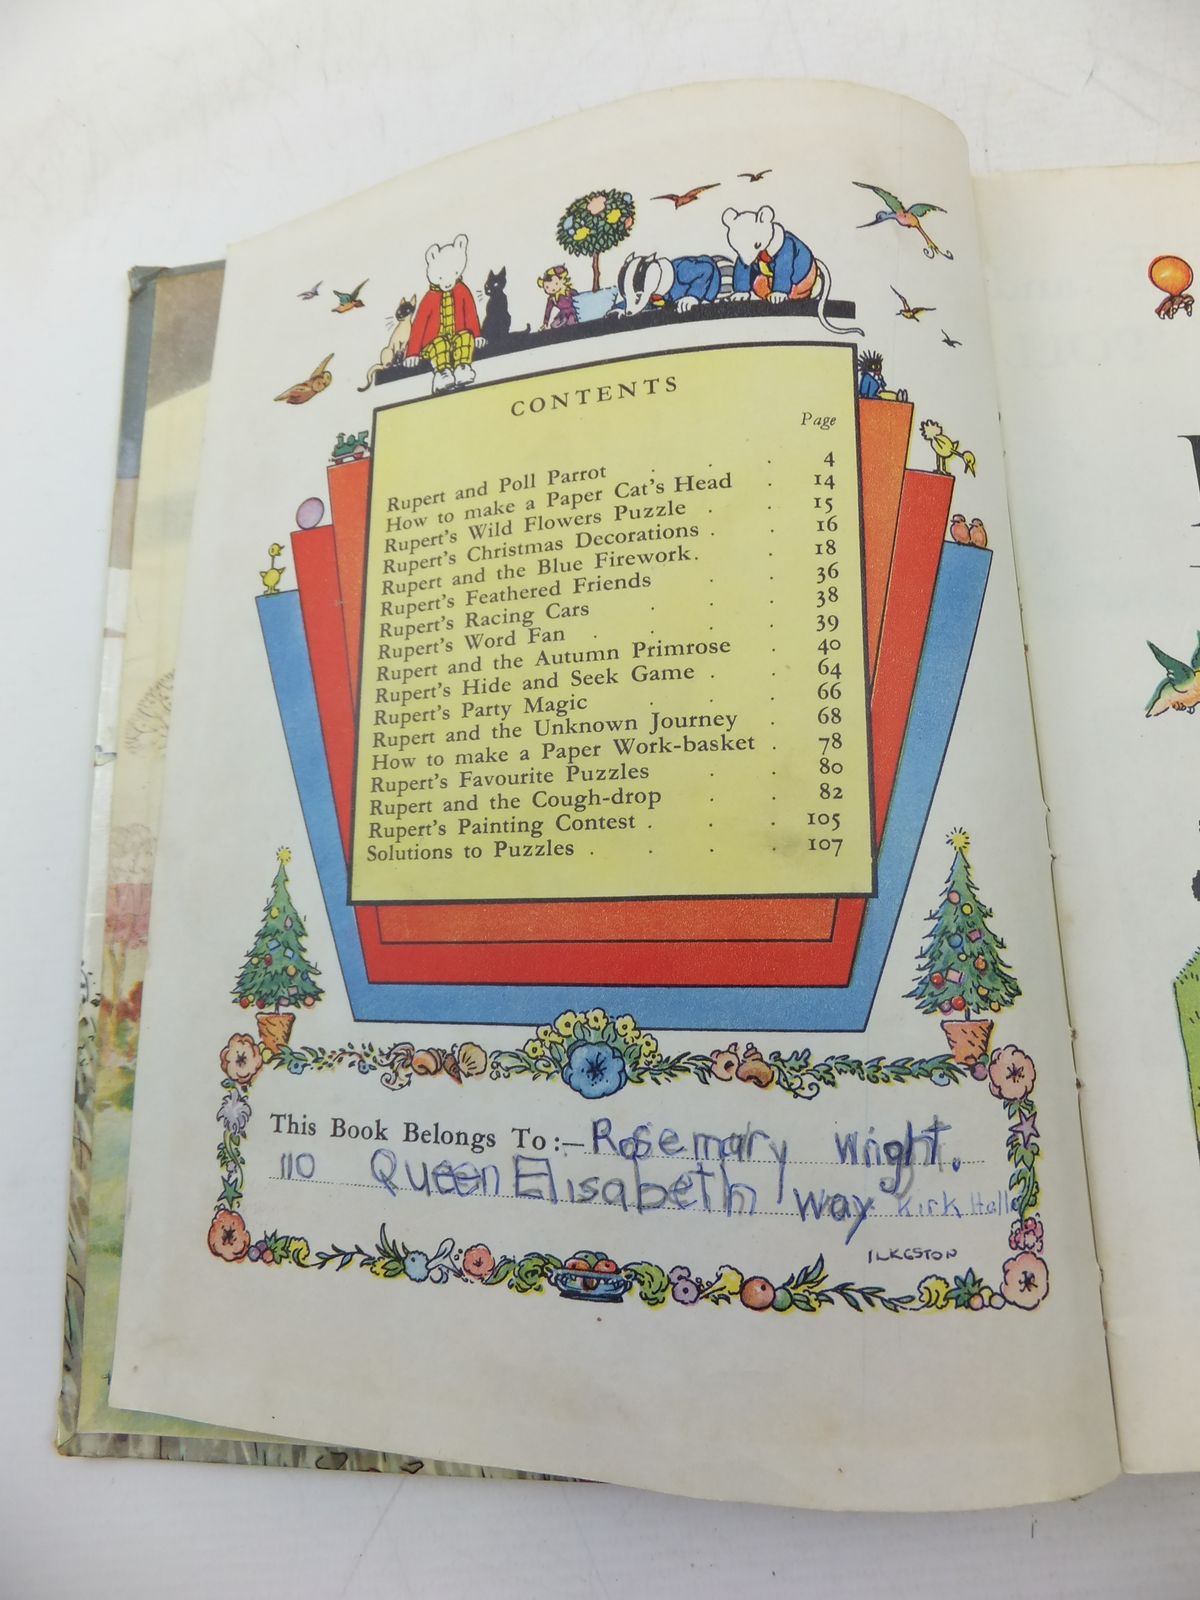 CONTENTS
Page
Rupert and Poll Parrot . . . 4
How to make a Paper Cat's Head . 14
Rupert's Wild Flowers Puzzle . . 15
Rupert's Christmas Decorations . . 16
Rupert and the Blue Firework . . 18
Rupert's Feathered Friends . . 36
Rupert's Racing Cars . . . 38
Rupert's Word Fan . . . . 39
Rupert and the Autumn Primrose . 40
Rupert's Hide and Seek Game . . 64
Rupert's Party Magic . . . 66
Rupert and the Unknown Journey . 68
How to make a Paper Work-basket . 78
Rupert's Favourite Puzzles . . 80
Rupert and the Cough-drop . . 82
Rupert's Painting Contest . . . 105
Solutions to Puzzles . . . . 107
This Book Belongs To:— Rosemary Wright.
110 Queen Elisabeth Way Kirk Hallam
ILKESTON